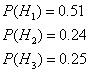 P(H₁) = 0.51
P(H₂) = 0.24
P(H₃) = 0.25